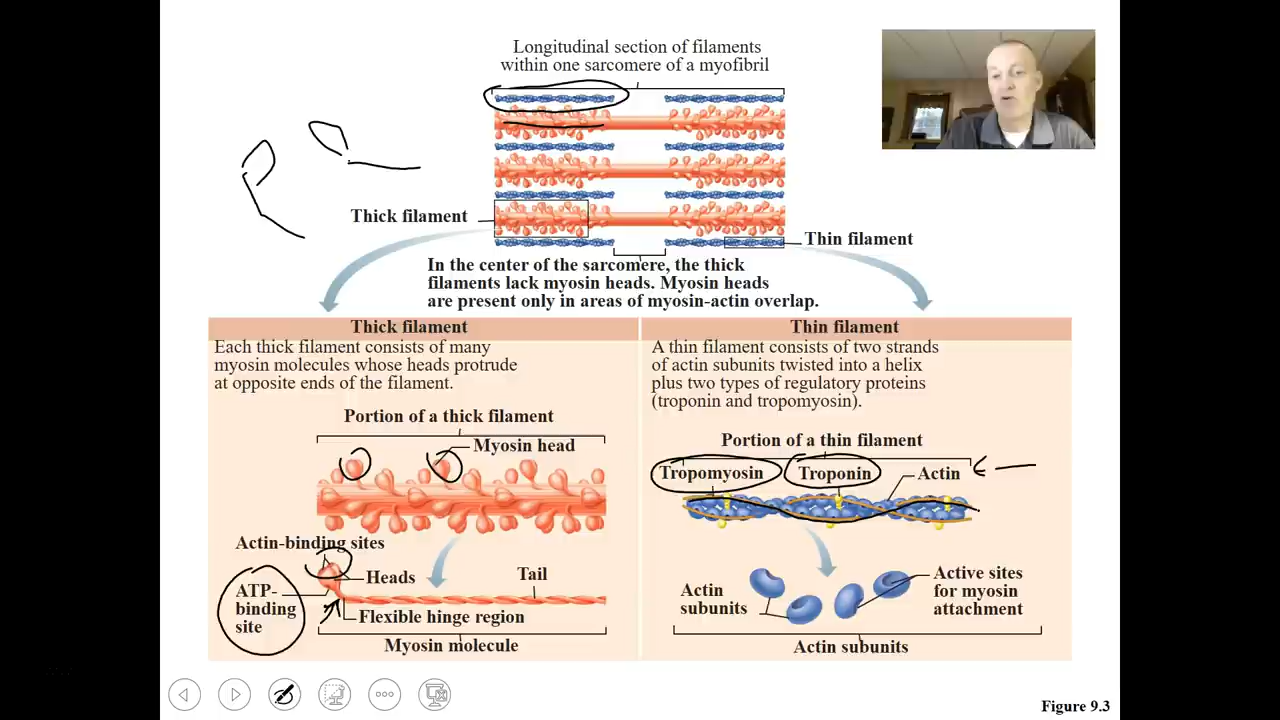 Longitudinal section of filaments
within one sarcomere of a myofibril
Thick filament
Thin filament
In the center of the sarcomere, the thick
filaments lack myosin heads. Myosin heads
are present only in areas of myosin-actin overlap.
Thick filament
Each thick filament consists of many
myosin molecules whose heads protrude
at opposite ends of the filament.
Portion of a thick filament
Myosin head
Actin-binding sites
Heads
Tail
ATP-
binding
site
Flexible hinge region
Myosin molecule
Thin filament
A thin filament consists of two strands
of actin subunits twisted into a helix
plus two types of regulatory proteins
(troponin and tropomyosin).
Portion of a thin filament
Tropomyosin
Troponin
Actin
Actin
subunits
Active sites
for myosin
attachment
Actin subunits
Figure 9.3